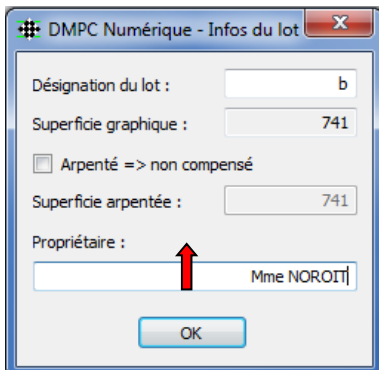 DMPC Numérique - Infos du lot
Désignation du lot : b
Superficie graphique : 741
Arpenté => non compensé
Superficie arpentée : 741
Propriétaire :
Mme NOROIT
OK